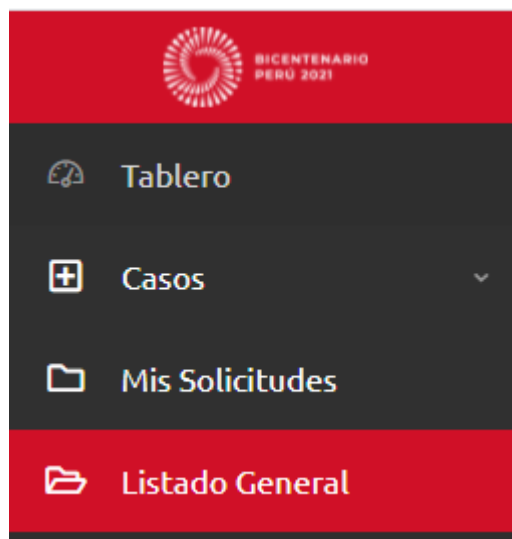 BICENTENARIO
PERÚ 2021
Tablero
Casos
Mis Solicitudes
Listado General